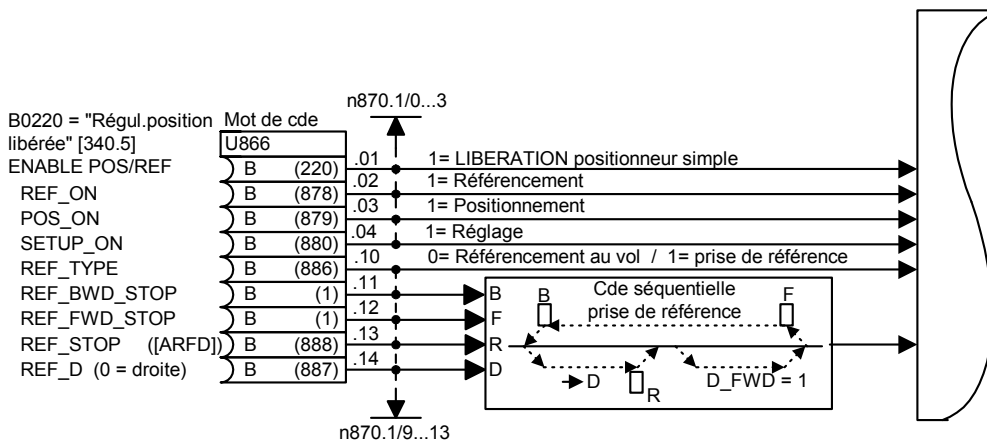 n870.1/0...3
B0220 = "Régul.position libérée" [340.5]
Mot de cde
U866
ENABLE POS/REF B (220) .01 1= LIBERATION positionneur simple
REF_ON B (878) .02 1= Référencement
POS_ON B (879) .03 1= Positionnement
SETUP_ON B (880) .04 1= Réglage
REF_TYPE B (886) .10 0= Référencement au vol / 1= prise de référence
REF_BWD_STOP B (1) .11 B
REF_FWD_STOP B (1) .12 F
REF_STOP ([ARFD]) B (888) .13 R
REF_D (0 = droite) B (887) .14 D
Cde séquentielle
prise de référence
B
F
D
R
D_FWD = 1
n870.1/9...13